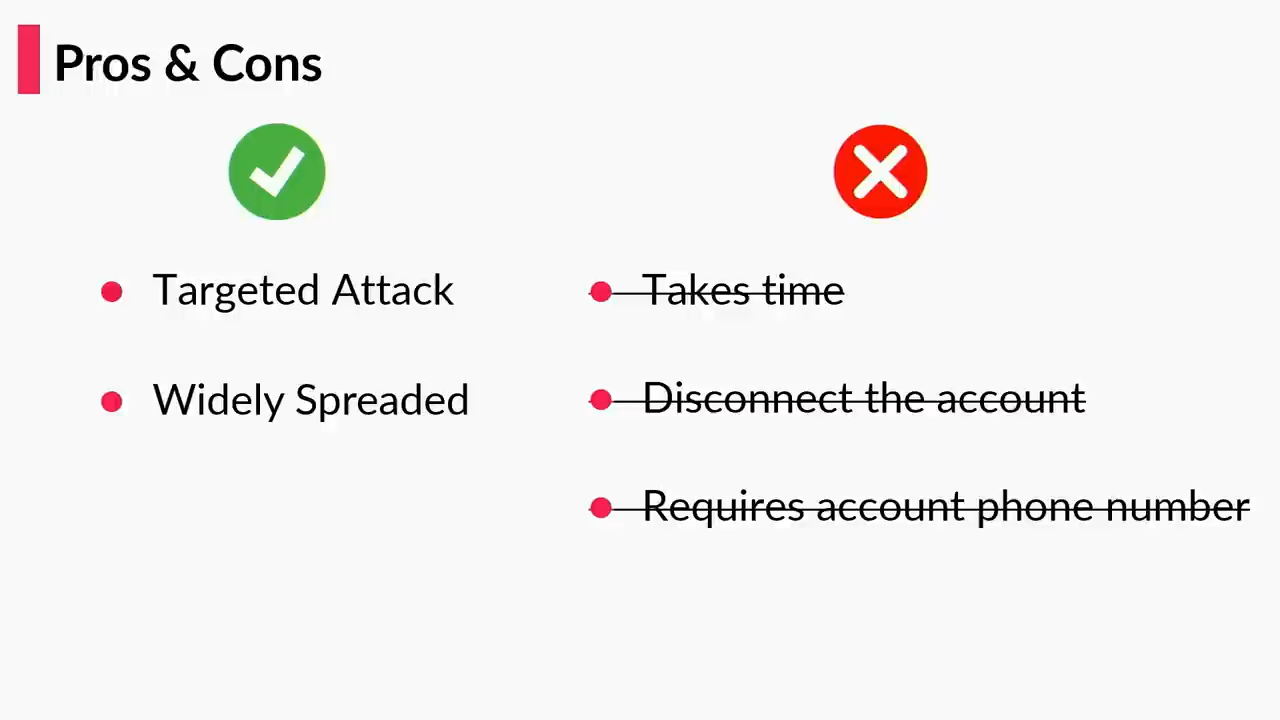 Pros & Cons
Targeted Attack
Widely Spreaded
Takes time
Disconnect the account
Requires account phone number